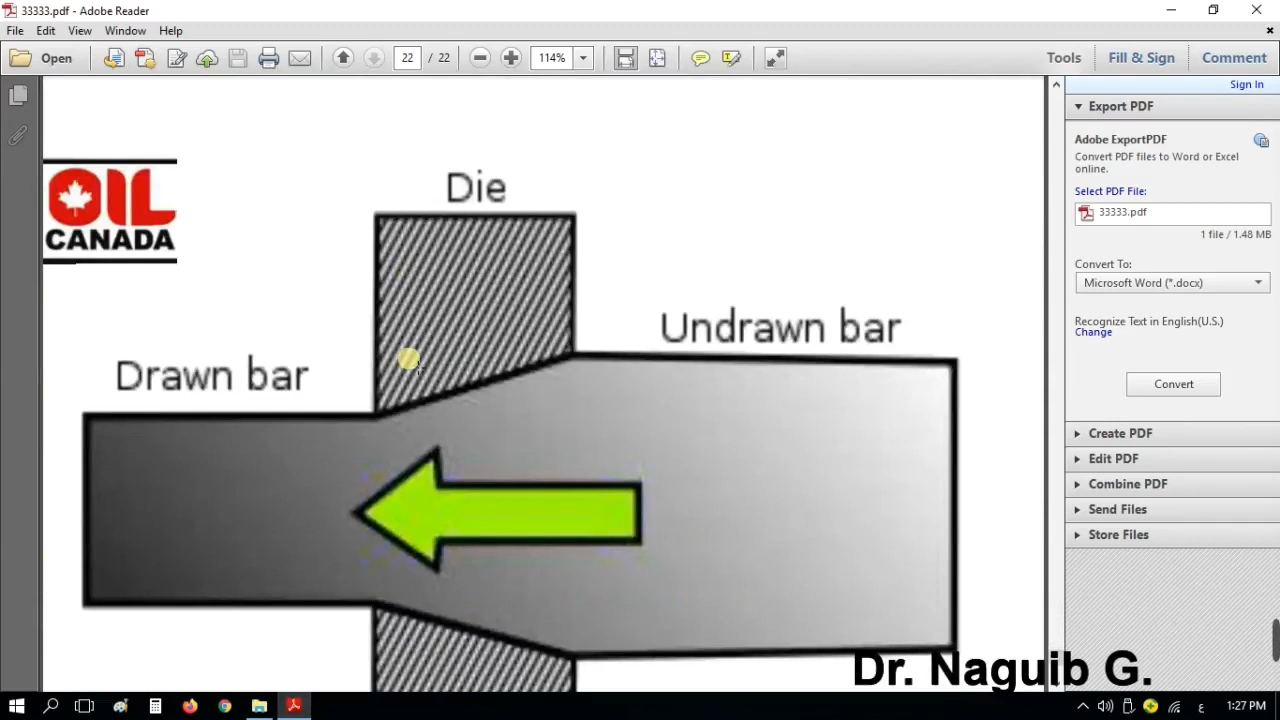 33333.pdf - Adobe Reader
File Edit View Window Help
Open 22 / 22 114% Tools Fill & Sign Comment
Sign In
Export PDF
Adobe ExportPDF
Convert PDF files to Word or Excel
online.
Select PDF File:
33333.pdf
1 file / 1.48 MB
Convert To:
Microsoft Word (*.docx)
Recognize Text in English(U.S.)
Change
Convert
Create PDF
Edit PDF
Combine PDF
Send Files
Store Files
OIL
CANADA
Die
Undrawn bar
Drawn bar
Dr. Naguib G.
ع 1:27 PM